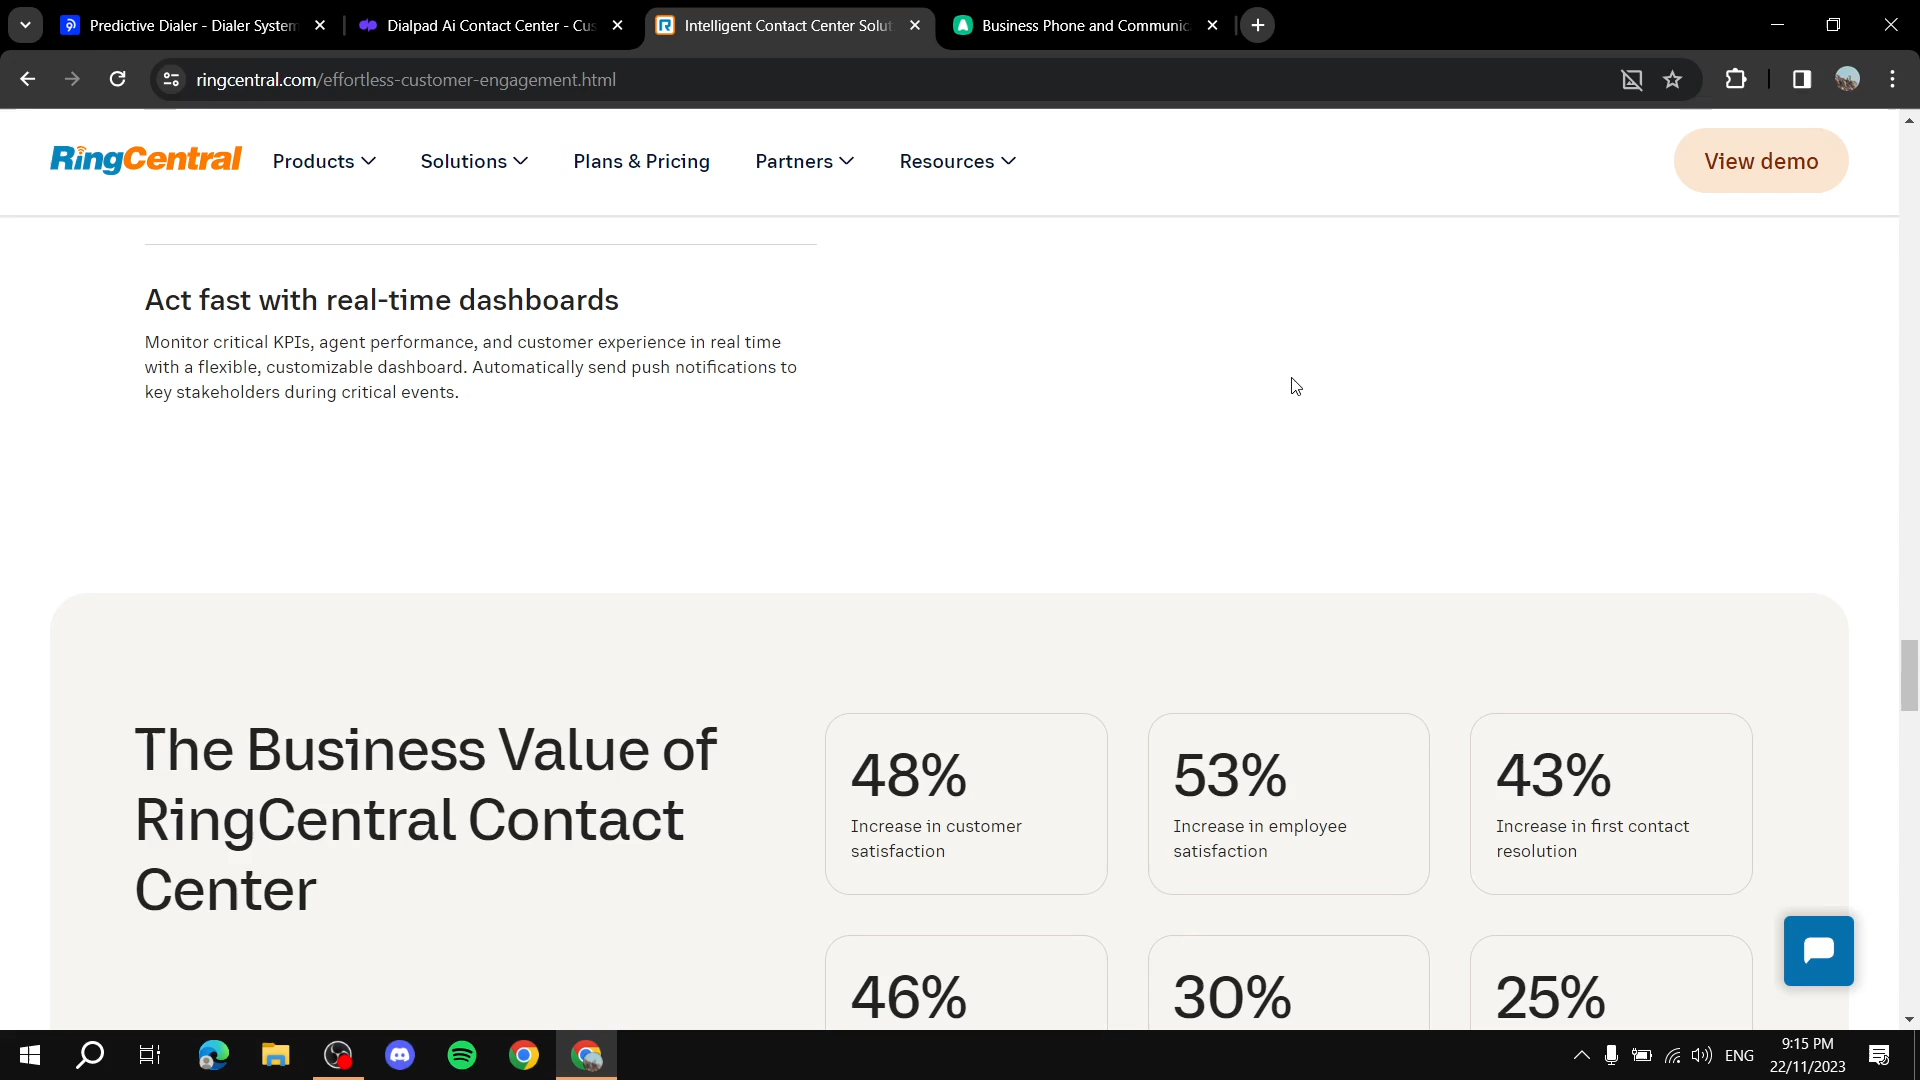 Predictive Dialer - Dialer System
Dialpad Ai Contact Center - Cus
Intelligent Contact Center Solut
Business Phone and Communic
ringcentral.com/effortless-customer-engagement.html
RingCentral
Products
Solutions
Plans & Pricing
Partners
Resources
View demo
Act fast with real-time dashboards
Monitor critical KPIs, agent performance, and customer experience in real time
with a flexible, customizable dashboard. Automatically send push notifications to
key stakeholders during critical events.
The Business Value of
RingCentral Contact
Center
48%
Increase in customer
satisfaction
53%
Increase in employee
satisfaction
43%
Increase in first contact
resolution
46%
30%
25%
ENG
9:15 PM
22/11/2023